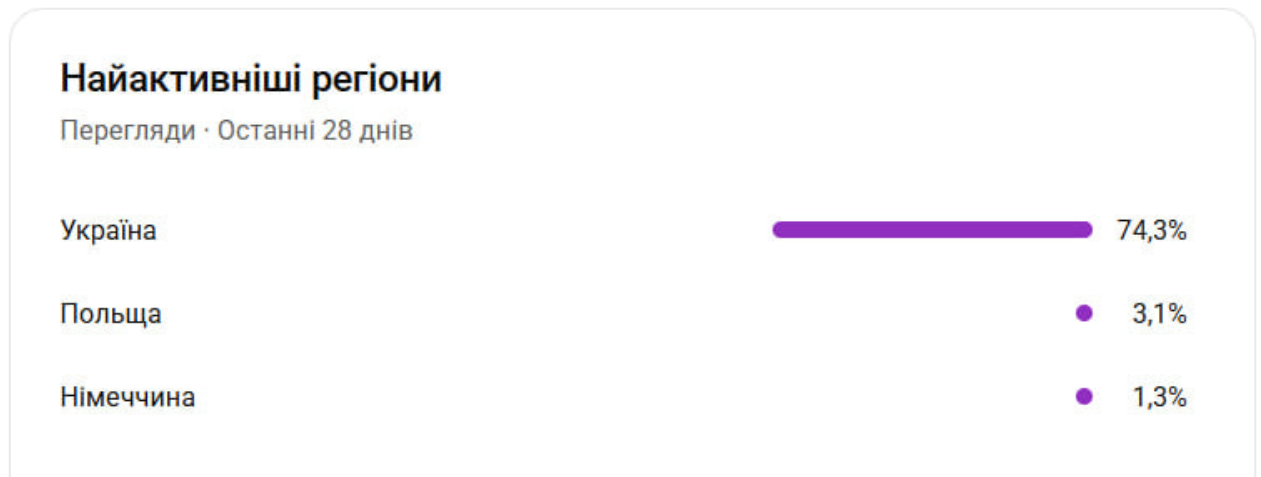 Найактивніші регіони
Перегляди · Останні 28 днів
Україна 74,3%
Польща 3,1%
Німеччина 1,3%